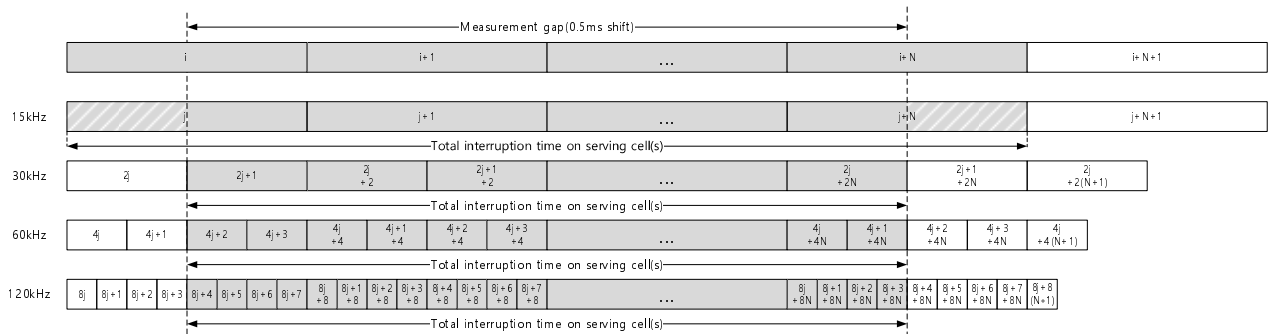 Measurement gap(0.5ms shift)
i
i+1
...
i+N
i+N+1
15kHz
j
j+1
...
j+N
j+N+1
Total interruption time on serving cell(s)
30kHz
2j
2j+1
2j
+2
2j+1
+2
...
2j
+2N
2j+1
+2N
2j
+2(N+1)
Total interruption time on serving cell(s)
60kHz
4j
4j+1
4j+2
4j+3
4j
+4
4j+1
+4
4j+2
+4
4j+3
+4
...
4j
+4N
4j+1
+4N
4j+2
+4N
4j+3
+4N
4j
+4(N+1)
Total interruption time on serving cell(s)
120kHz
8j
8j+1
8j+2
8j+3
8j+4
8j+5
8j+6
8j+7
8j
+8
8j+1
+8
8j+2
+8
8j+3
+8
8j+4
+8
8j+5
+8
8j+6
+8
8j+7
+8
...
8j
+8N
8j+1
+8N
8j+2
+8N
8j+3
+8N
8j+4
+8N
8j+5
+8N
8j+6
+8N
8j+7
+8N
8j+8
(N+1)
Total interruption time on serving cell(s)